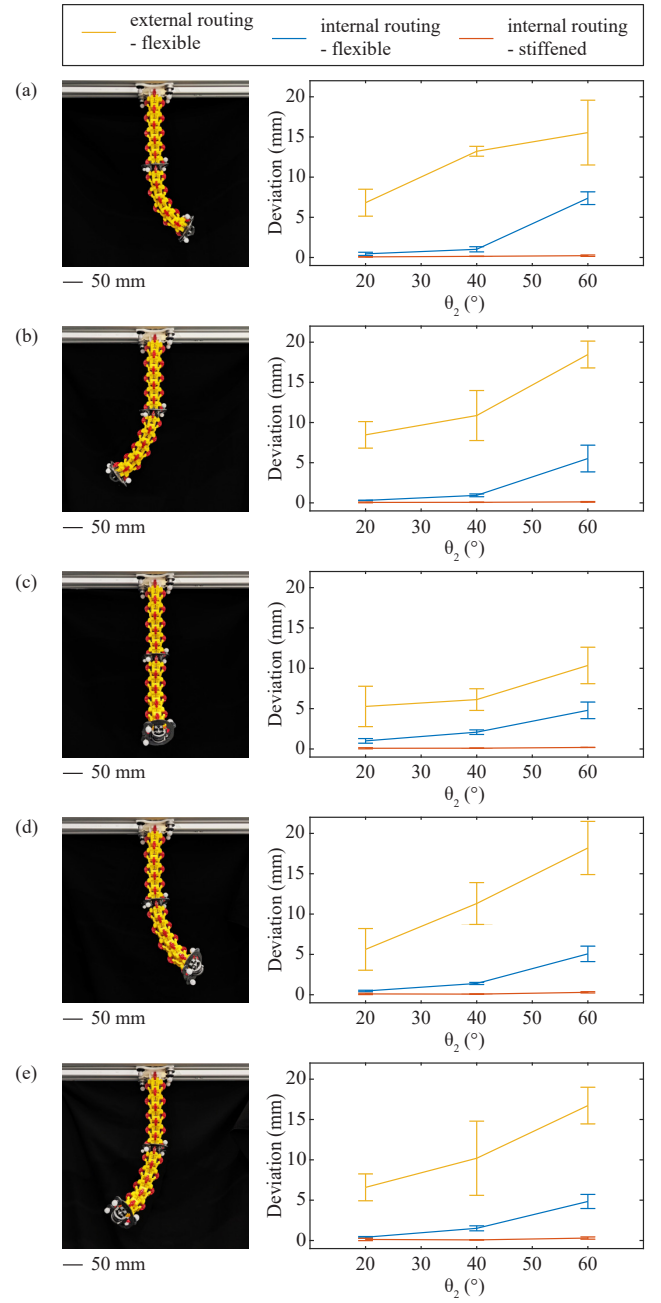 external routing
- flexible
internal routing
- flexible
internal routing
- stiffened
(a)
50 mm
Deviation (mm)
20
15
10
5
0
20 30 40 50 60
θ2 (°)
(b)
50 mm
Deviation (mm)
20
15
10
5
0
20 30 40 50 60
θ2 (°)
(c)
50 mm
Deviation (mm)
20
15
10
5
0
20 30 40 50 60
θ2 (°)
(d)
50 mm
Deviation (mm)
20
15
10
5
0
20 30 40 50 60
θ2 (°)
(e)
50 mm
Deviation (mm)
20
15
10
5
0
20 30 40 50 60
θ2 (°)